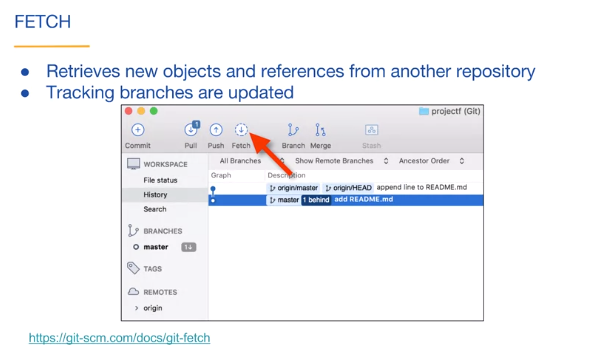 FETCH
● Retrieves new objects and references from another repository
● Tracking branches are updated
projectf (Git)
1
Commit Pull Push Fetch Branch Merge Stash
All Branches Show Remote Branches Ancestor Order
WORKSPACE
File status
History
Search
BRANCHES
master 1↓
TAGS
REMOTES
> origin
Graph Description
origin/master origin/HEAD append line to README.md
master 1 behind add README.md
https://git-scm.com/docs/git-fetch